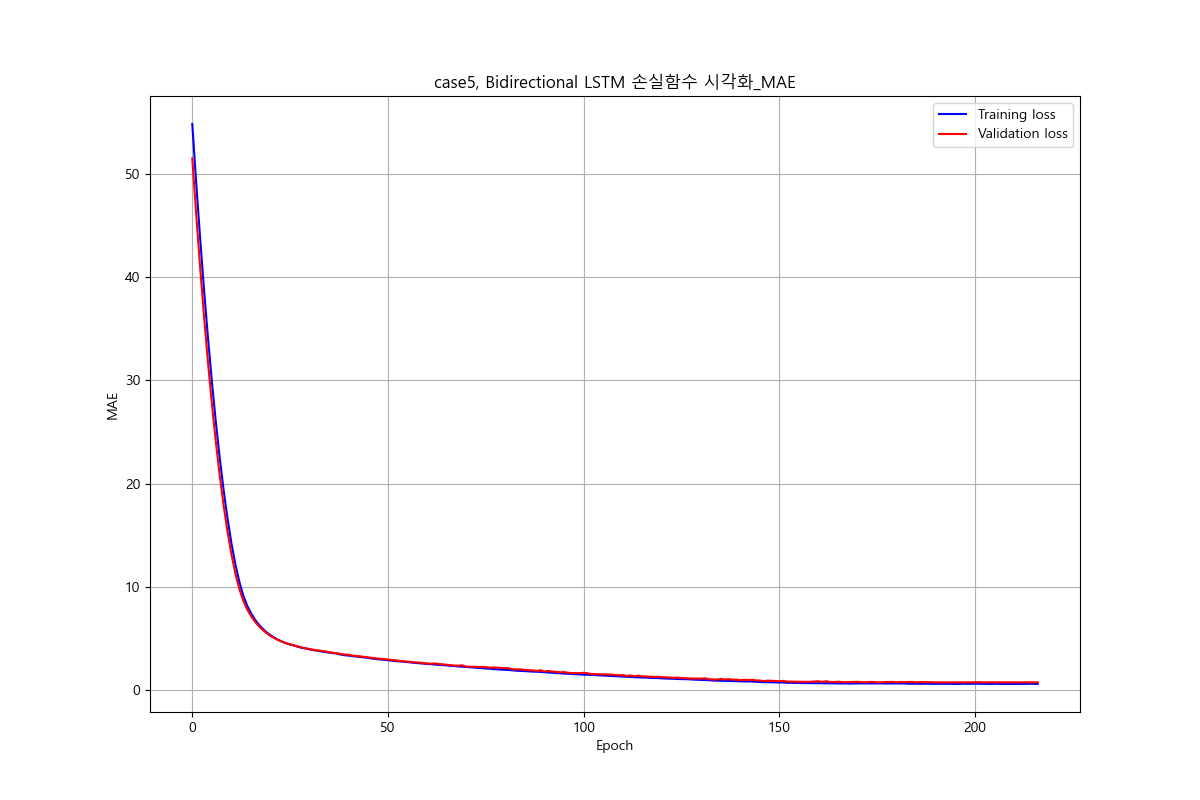 case5, Bidirectional LSTM 손실함수 시각화_MAE
Training loss
Validation loss
50
40
30
20
10
0
MAE
0 50 100 150 200
Epoch